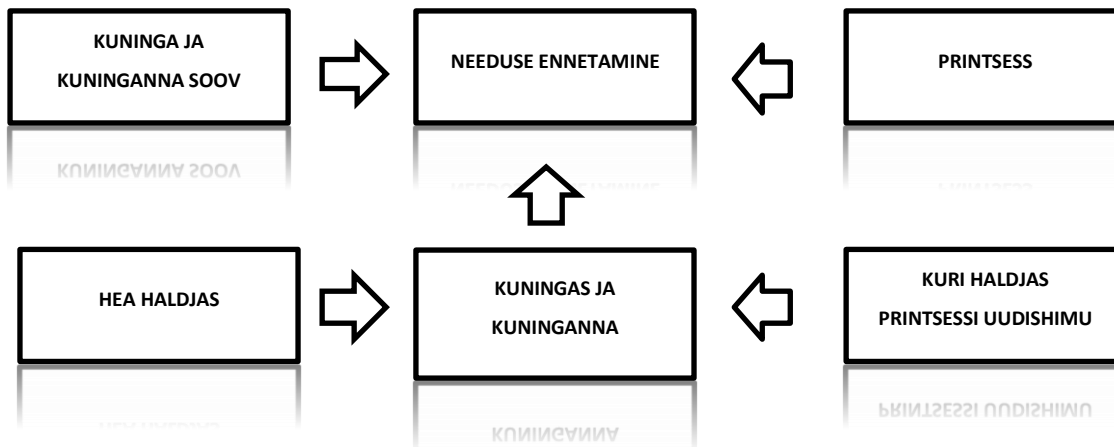 KUNINGA JA
KUNINGANNA SOOV
NEEDUSE ENNETAMINE
PRINTSESS
HEA HALDJAS
KUNINGAS JA
KUNINGANNA
KURI HALDJAS
PRINTSESSI UUDISHIMU